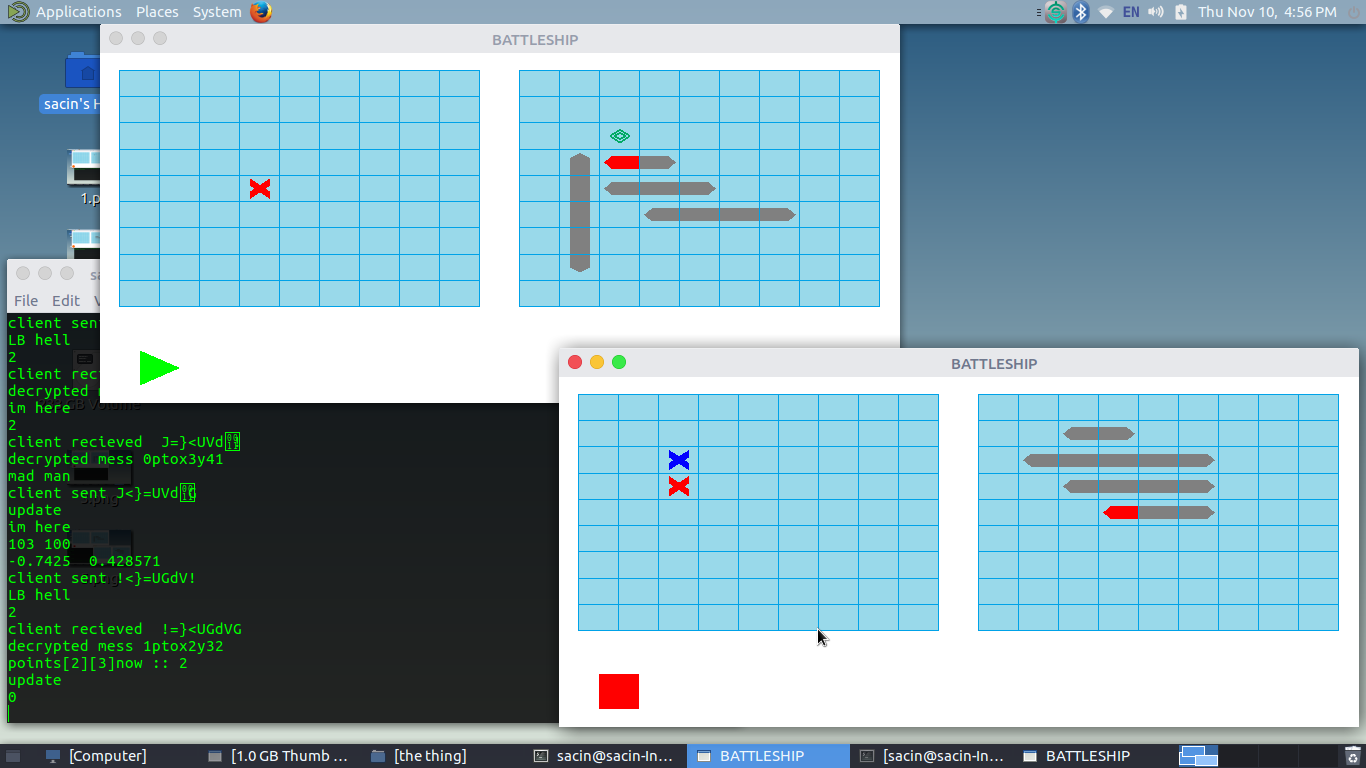 Applications Places System EN Thu Nov 10, 4:56 PM
BATTLESHIP
sacin's H
1.p
File Edit V
client sent
LB hell
2
client rec
decrypted
im here
2
client recieved J=}<UVd
decrypted mess 0ptox3y41
mad man
client sent J<}=UVd
update
im here
103 100
-0.7425 0.428571
client sent !<}=UGdV!
LB hell
2
client recieved !=}<UGdVG
decrypted mess 1ptox2y32
points[2][3]now :: 2
update
0
BATTLESHIP
[Computer] [1.0 GB Thumb ... [the thing] sacin@sacin-In... BATTLESHIP [sacin@sacin-In... BATTLESHIP